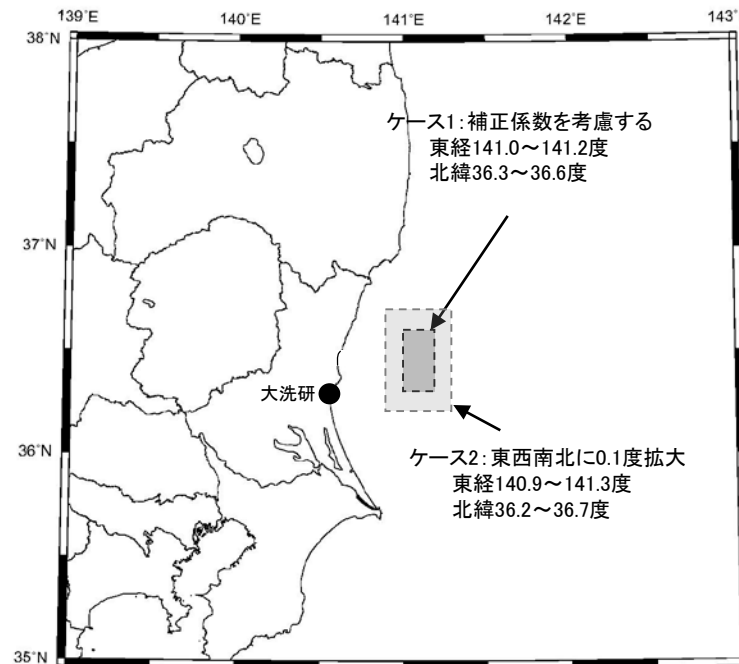 139°E
140°E
141°E
142°E
143°
38°N
ケース1:補正係数を考慮する
東経141.0～141.2度
北緯36.3～36.6度
37°N
大洗研
36°N
ケース2:東西南北に0.1度拡大
東経140.9～141.3度
北緯36.2～36.7度
35°N